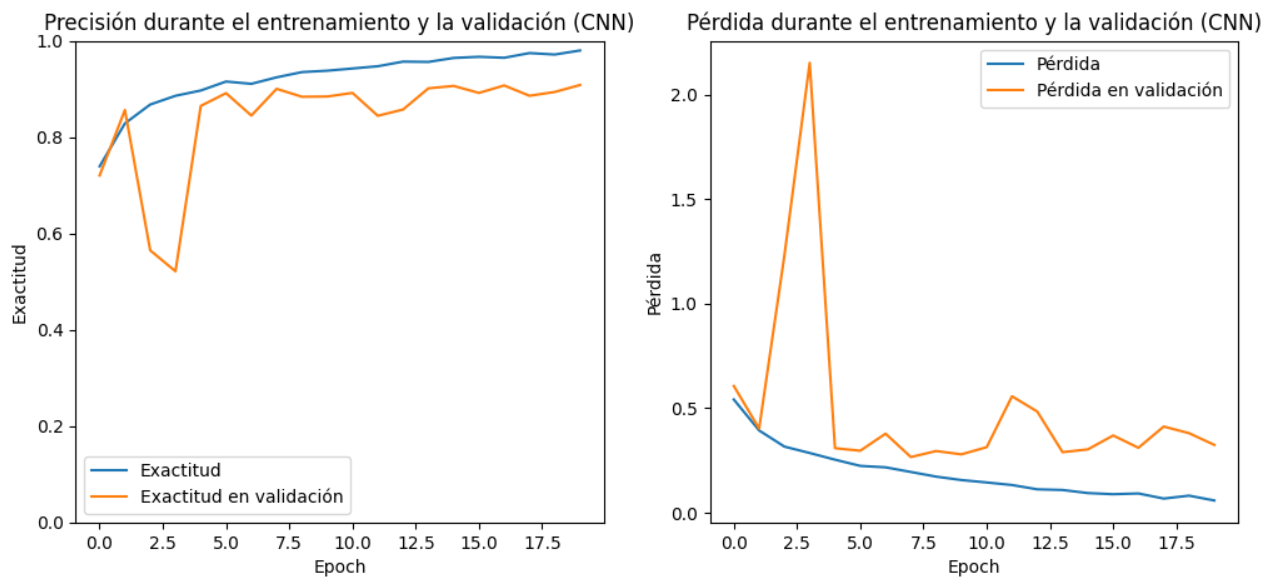 Precisión durante el entrenamiento y la validación (CNN)
1.0
0.8
0.6
0.4
0.2
0.0
Exactitud
Exactitud
Exactitud en validación
0.0 2.5 5.0 7.5 10.0 12.5 15.0 17.5
Epoch
Pérdida durante el entrenamiento y la validación (CNN)
2.0
1.5
1.0
0.5
0.0
Pérdida
Pérdida
Pérdida en validación
0.0 2.5 5.0 7.5 10.0 12.5 15.0 17.5
Epoch